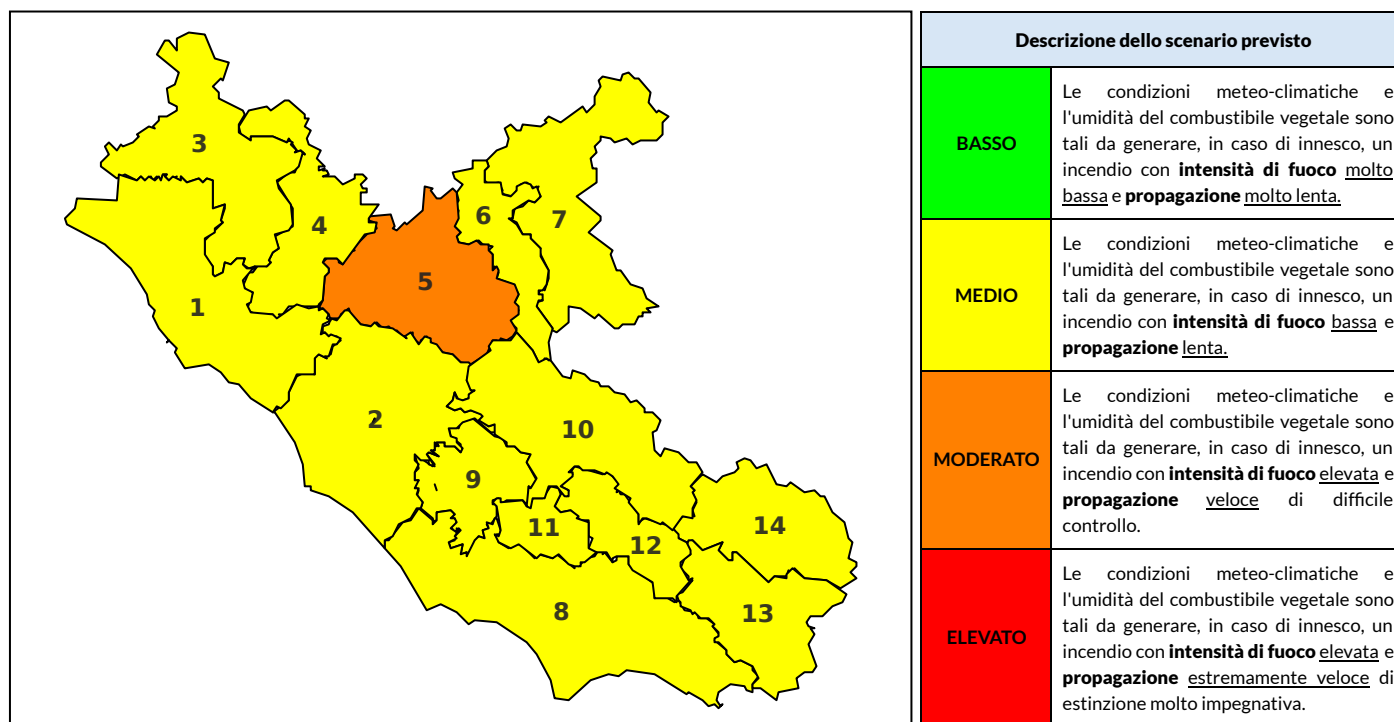 3
4
6
7
5
1
2
10
9
11
12
14
8
13
Descrizione dello scenario previsto
BASSO
Le condizioni meteo-climatiche e
l'umidità del combustibile vegetale sono
tali da generare, in caso di innesco, un
incendio con intensità di fuoco molto
bassa e propagazione molto lenta.
MEDIO
Le condizioni meteo-climatiche e
l'umidità del combustibile vegetale sono
tali da generare, in caso di innesco, un
incendio con intensità di fuoco bassa e
propagazione lenta.
MODERATO
Le condizioni meteo-climatiche e
l'umidità del combustibile vegetale sono
tali da generare, in caso di innesco, un
incendio con intensità di fuoco elevata e
propagazione veloce di difficile
controllo.
ELEVATO
Le condizioni meteo-climatiche e
l'umidità del combustibile vegetale sono
tali da generare, in caso di innesco, un
incendio con intensità di fuoco elevata e
propagazione estremamente veloce di
estinzione molto impegnativa.